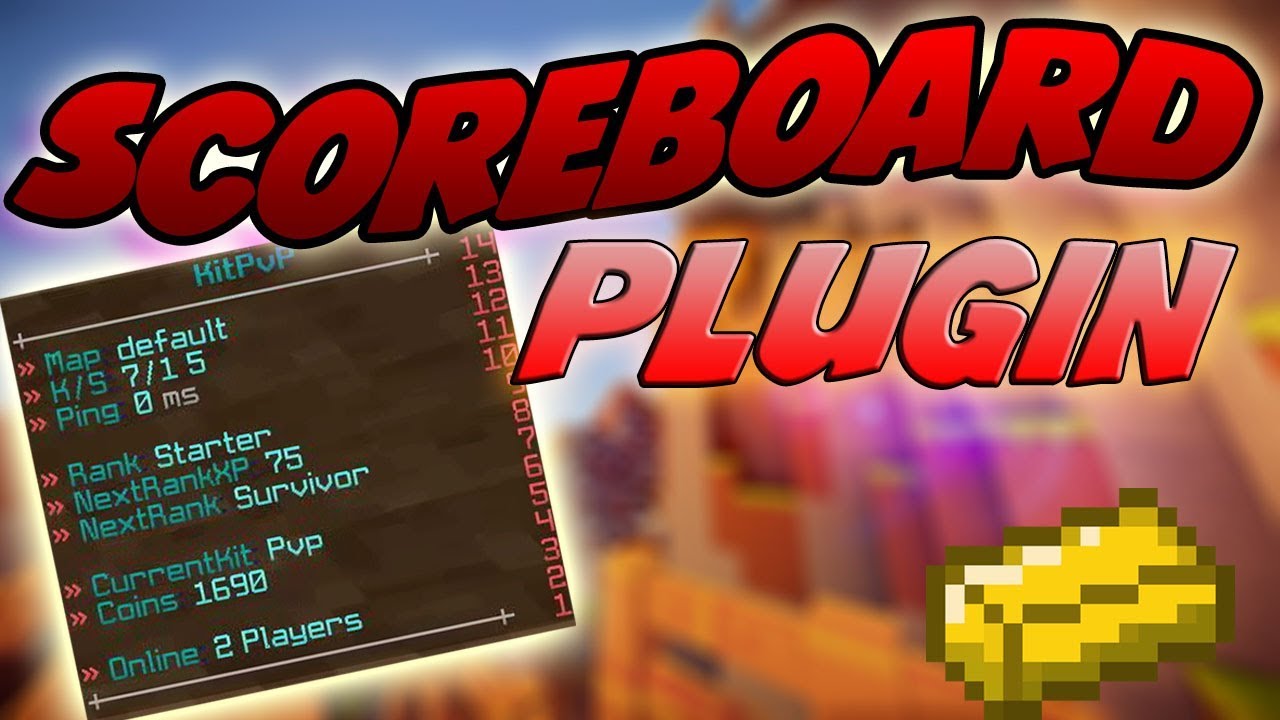 SCOREBOARD
PLUGIN
KitPvP
14
13
» Map default 12
» K/S 7/1 5 11
» Ping 0 ms 10
8
» Rank Starter 7
» NextRankXP 75 6
» NextRank Survivor 5
4
» CurrentKit Pvp 3
» Coins 1690 2
1
» Online 2 Players